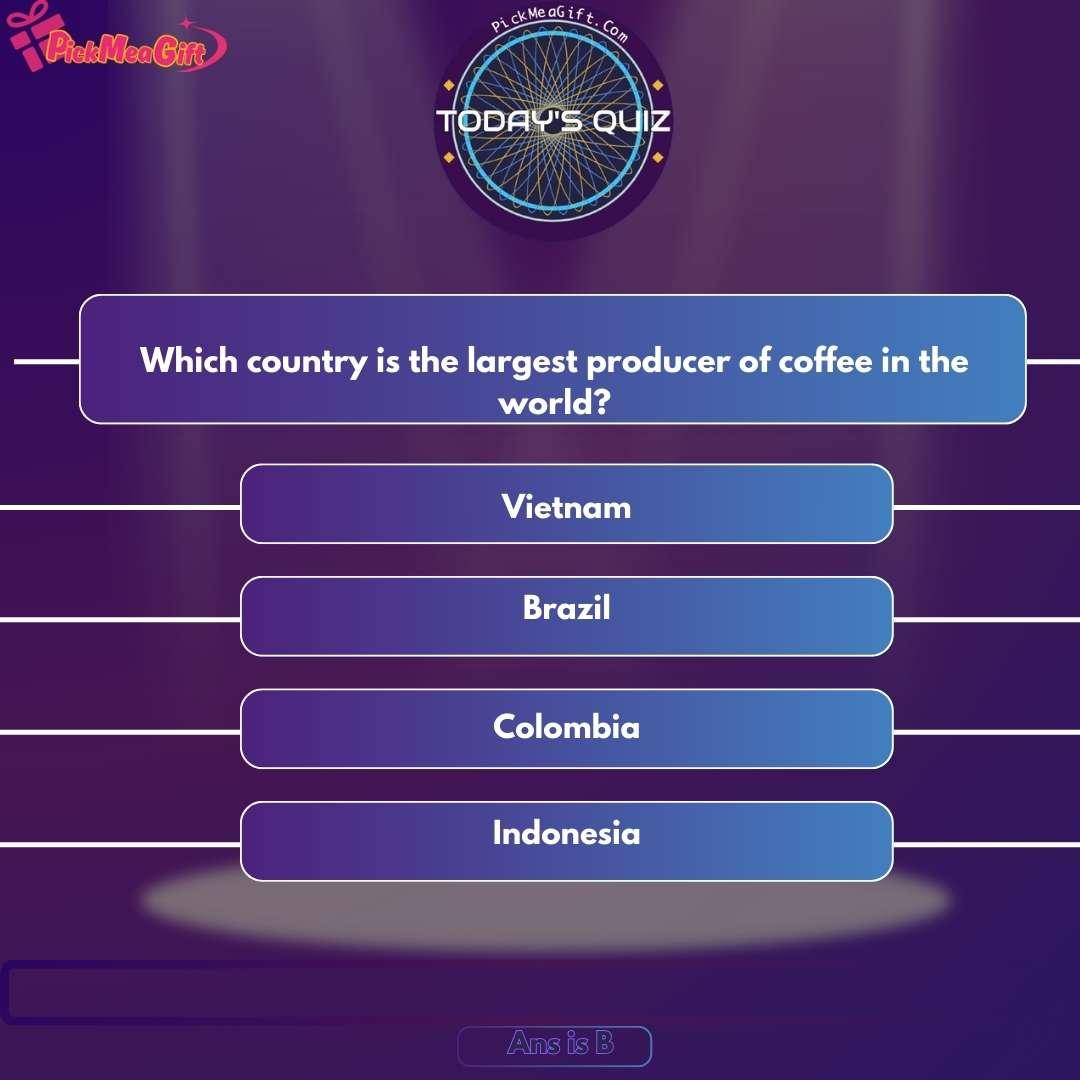 PickMeaGift.Com
PickMeaGift
TODAY'S QUIZ
Which country is the largest producer of coffee in the
world?
Vietnam
Brazil
Colombia
Indonesia
Ans is B